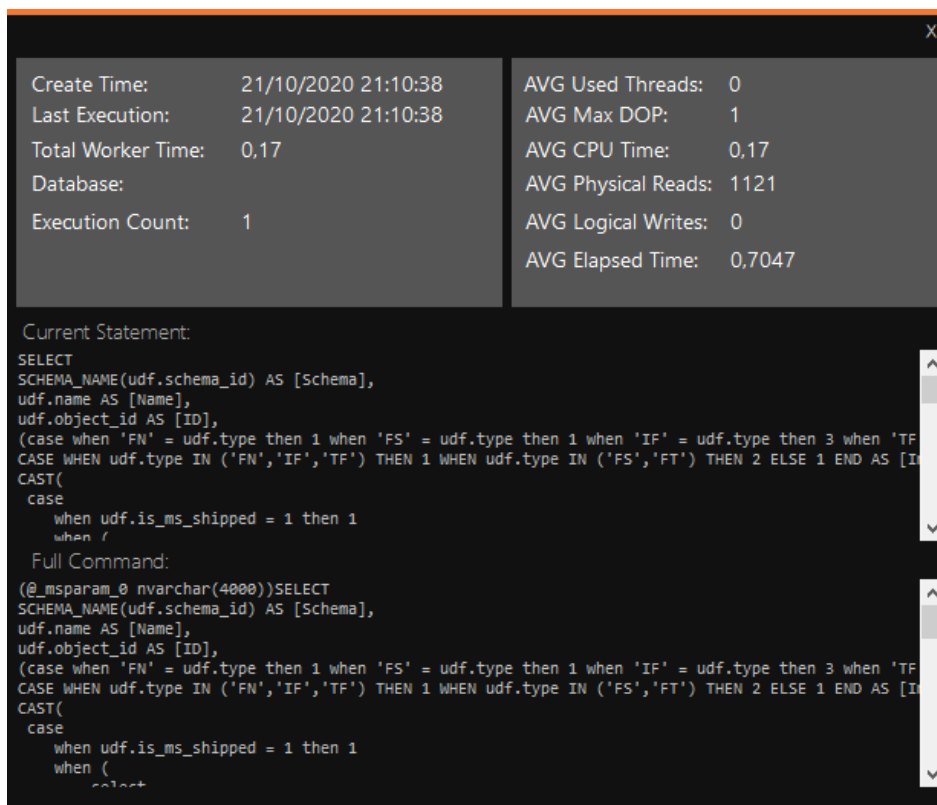 X
Create Time: 21/10/2020 21:10:38
Last Execution: 21/10/2020 21:10:38
Total Worker Time: 0,17
Database:
Execution Count: 1
AVG Used Threads: 0
AVG Max DOP: 1
AVG CPU Time: 0,17
AVG Physical Reads: 1121
AVG Logical Writes: 0
AVG Elapsed Time: 0,7047
Current Statement:
SELECT
SCHEMA_NAME(udf.schema_id) AS [Schema],
udf.name AS [Name],
udf.object_id AS [ID],
(case when 'FN' = udf.type then 1 when 'FS' = udf.type then 1 when 'IF' = udf.type then 3 when 'TF
CASE WHEN udf.type IN ('FN','IF','TF') THEN 1 WHEN udf.type IN ('FS','FT') THEN 2 ELSE 1 END AS
CAST(
case
when udf.is_ms_shipped = 1 then 1
when (
Full Command:
(@_msparam_0 nvarchar(4000))SELECT
SCHEMA_NAME(udf.schema_id) AS [Schema],
udf.name AS [Name],
udf.object_id AS [ID],
(case when 'FN' = udf.type then 1 when 'FS' = udf.type then 1 when 'IF' = udf.type then 3 when 'TF
CASE WHEN udf.type IN ('FN','IF','TF') THEN 1 WHEN udf.type IN ('FS','FT') THEN 2 ELSE 1 END AS
CAST(
case
when udf.is_ms_shipped = 1 then 1
when (
select